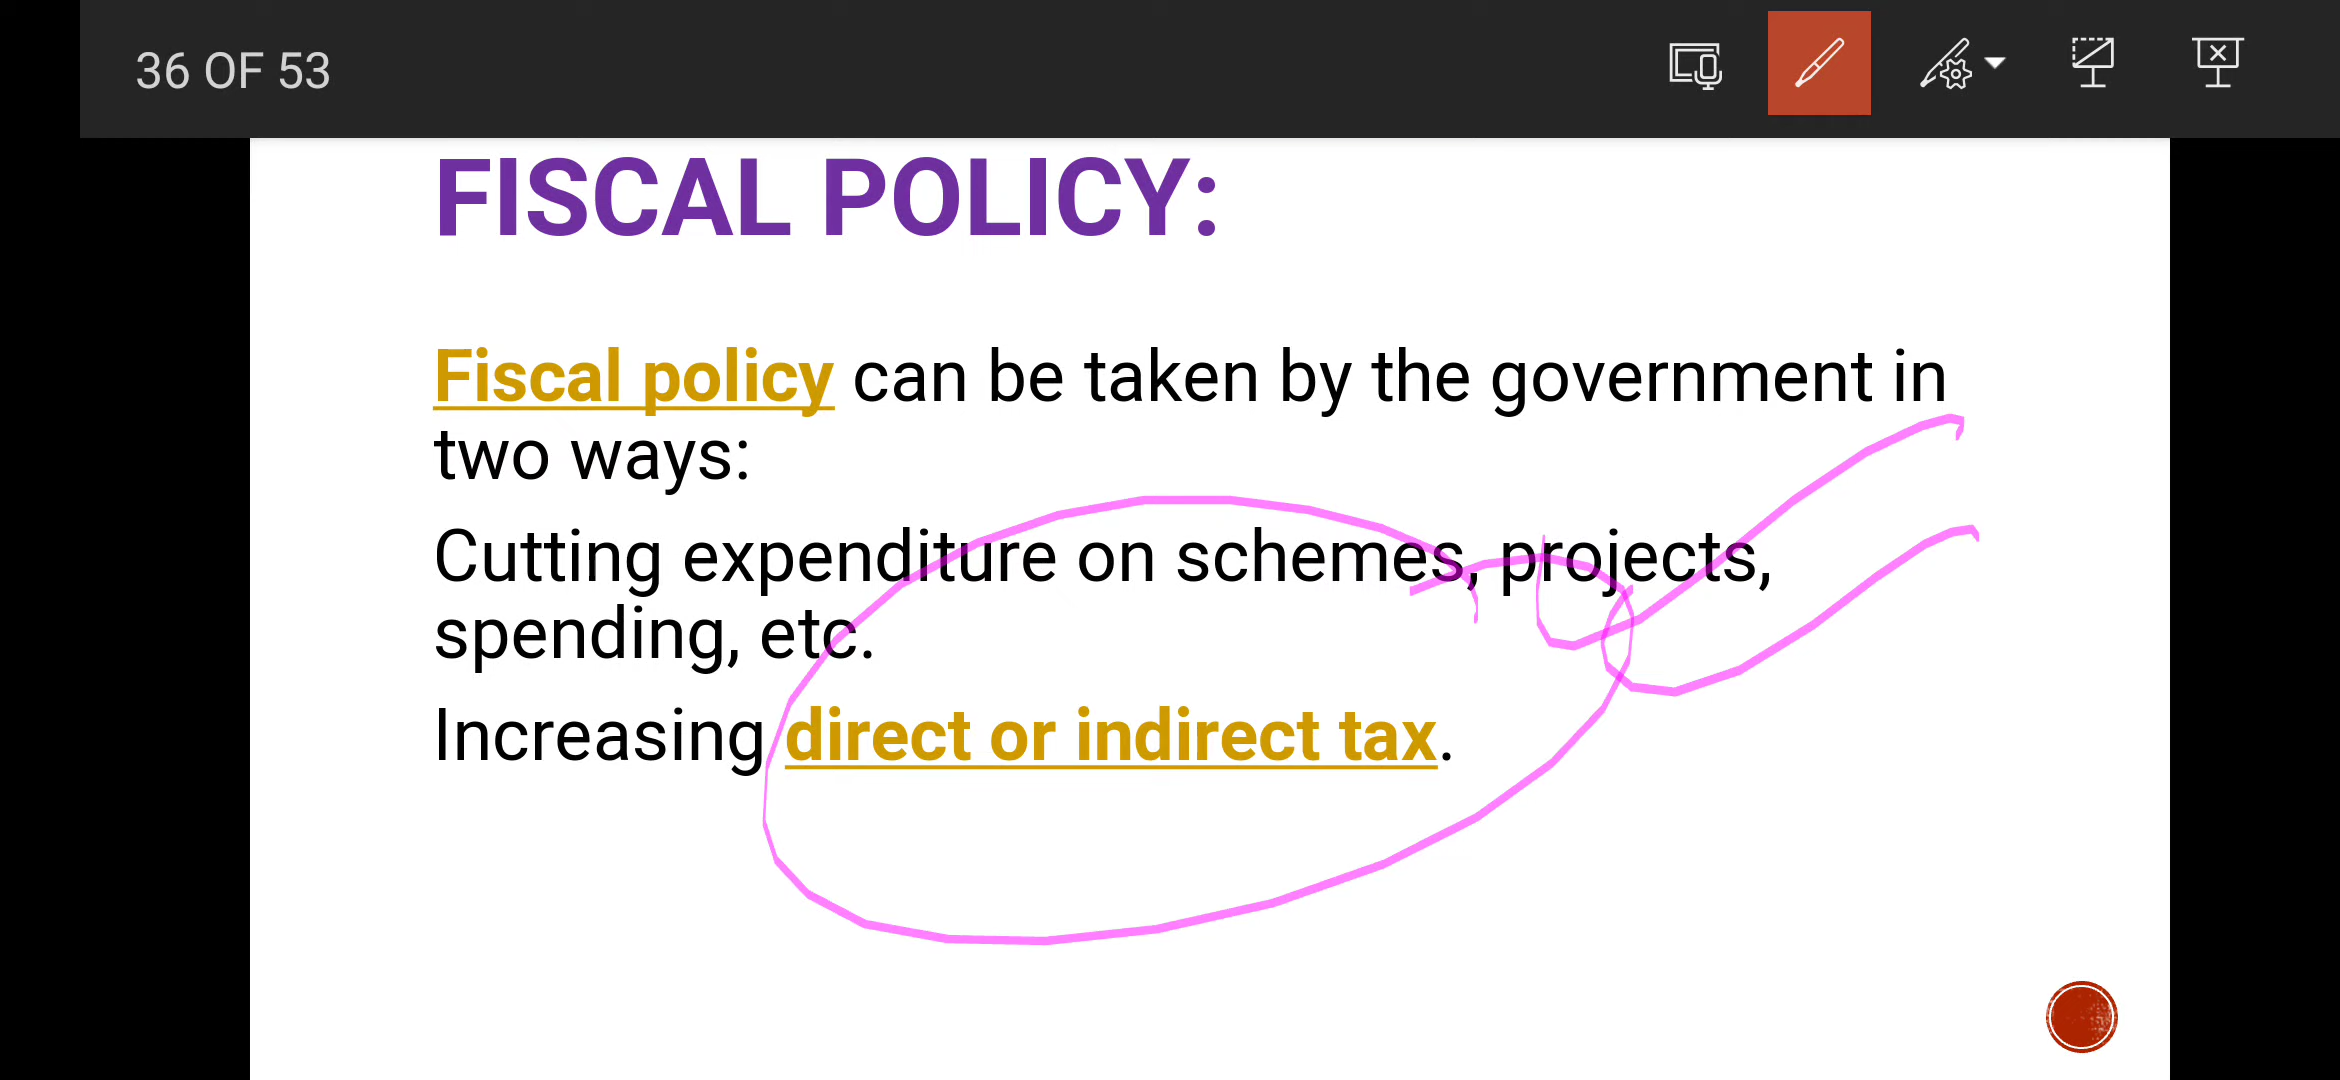 36 OF 53
FISCAL POLICY:
Fiscal policy can be taken by the government in
two ways:
Cutting expenditure on schemes, projects,
spending, etc.
Increasing direct or indirect tax.